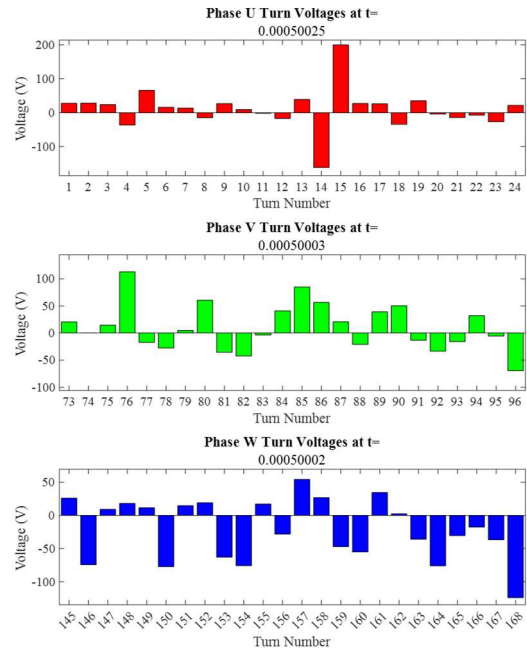 Phase U Turn Voltages at t=
0.00050025
Voltage (V)
200
100
0
-100
1 2 3 4 5 6 7 8 9 10 11 12 13 14 15 16 17 18 19 20 21 22 23 24
Turn Number
Phase V Turn Voltages at t=
0.00050003
Voltage (V)
100
50
0
-50
-100
73 74 75 76 77 78 79 80 81 82 83 84 85 86 87 88 89 90 91 92 93 94 95 96
Turn Number
Phase W Turn Voltages at t=
0.00050002
Voltage (V)
50
0
-50
-100
145 146 147 148 149 150 151 152 153 154 155 156 157 158 159 160 161 162 163 164 165 166 167 168
Turn Number